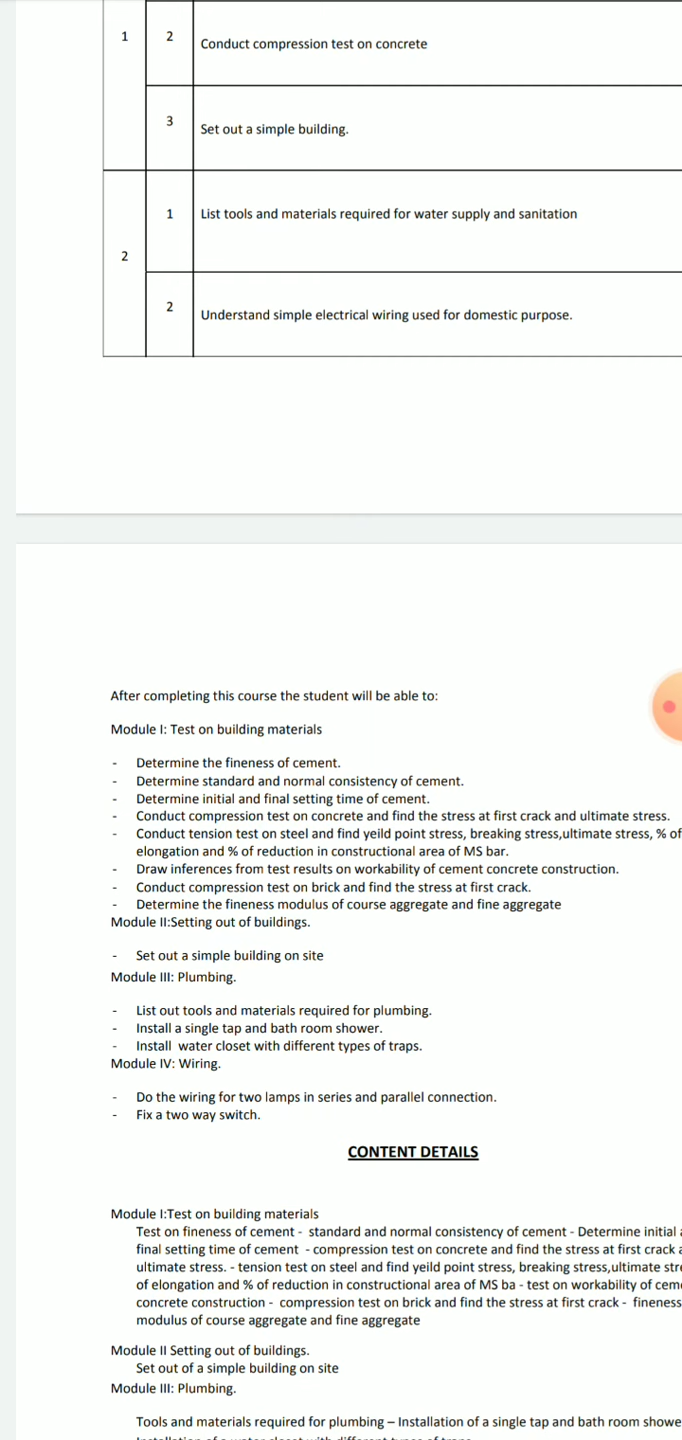 1
2
Conduct compression test on concrete
3
Set out a simple building.
2
1
List tools and materials required for water supply and sanitation
2
Understand simple electrical wiring used for domestic purpose.
After completing this course the student will be able to:
Module I: Test on building materials
- Determine the fineness of cement.
- Determine standard and normal consistency of cement.
- Determine initial and final setting time of cement.
- Conduct compression test on concrete and find the stress at first crack and ultimate stress.
- Conduct tension test on steel and find yeild point stress, breaking stress,ultimate stress, % of
elongation and % of reduction in constructional area of MS bar.
- Draw inferences from test results on workability of cement concrete construction.
- Conduct compression test on brick and find the stress at first crack.
- Determine the fineness modulus of course aggregate and fine aggregate
Module II:Setting out of buildings.
- Set out a simple building on site
Module III: Plumbing.
- List out tools and materials required for plumbing.
- Install a single tap and bath room shower.
- Install water closet with different types of traps.
Module IV: Wiring.
- Do the wiring for two lamps in series and parallel connection.
- Fix a two way switch.
CONTENT DETAILS
Module I:Test on building materials
Test on fineness of cement - standard and normal consistency of cement - Determine initial
final setting time of cement - compression test on concrete and find the stress at first crack
ultimate stress. - tension test on steel and find yeild point stress, breaking stress,ultimate
of elongation and % of reduction in constructional area of MS ba - test on workability of
concrete construction - compression test on brick and find the stress at first crack - fineness
modulus of course aggregate and fine aggregate
Module II Setting out of buildings.
Set out of a simple building on site
Module III: Plumbing.
Tools and materials required for plumbing – Installation of a single tap and bath room